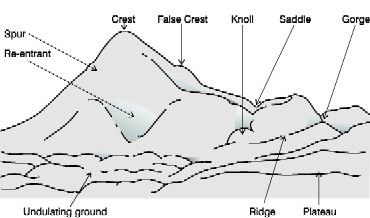 Crest
False Crest
Knoll
Saddle
Gorge
Spur
Re-entrant
Undulating ground
Ridge
Plateau